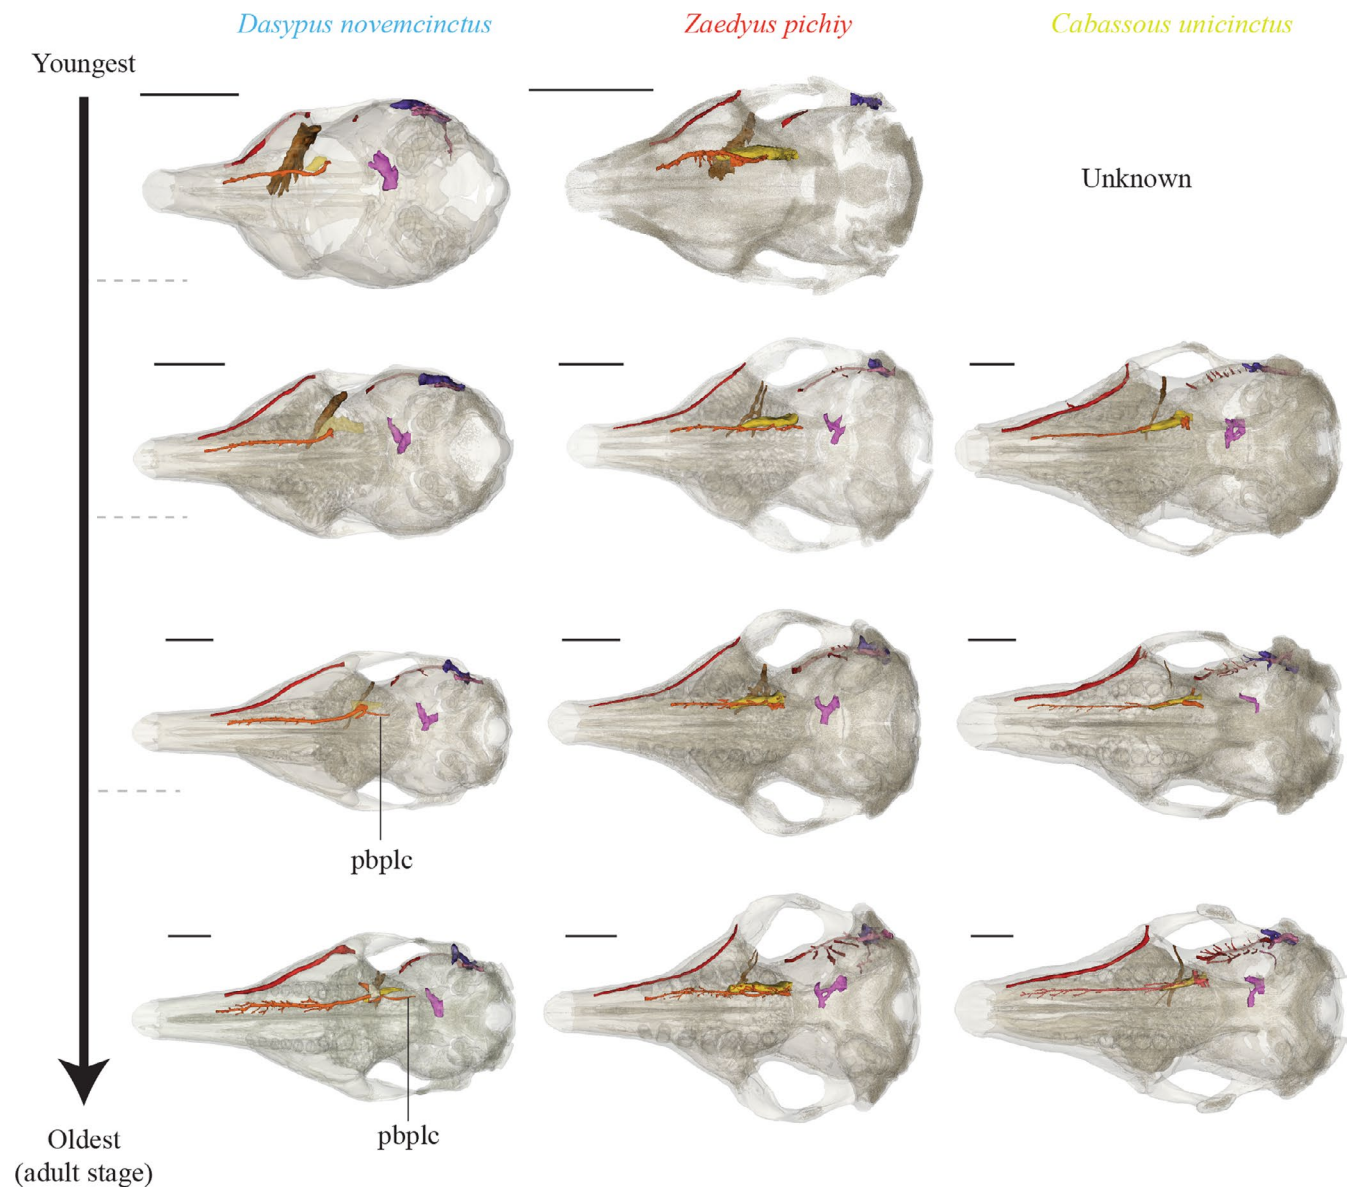 Dasypus novemcinctus
Zaedyus pichiy
Cabassous unicinctus
Youngest
Unknown
pbplc
pbplc
Oldest
(adult stage)